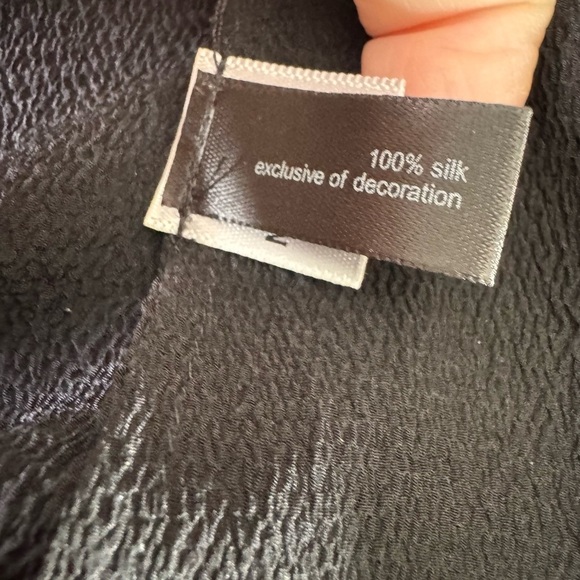 100% silk
exclusive of decoration